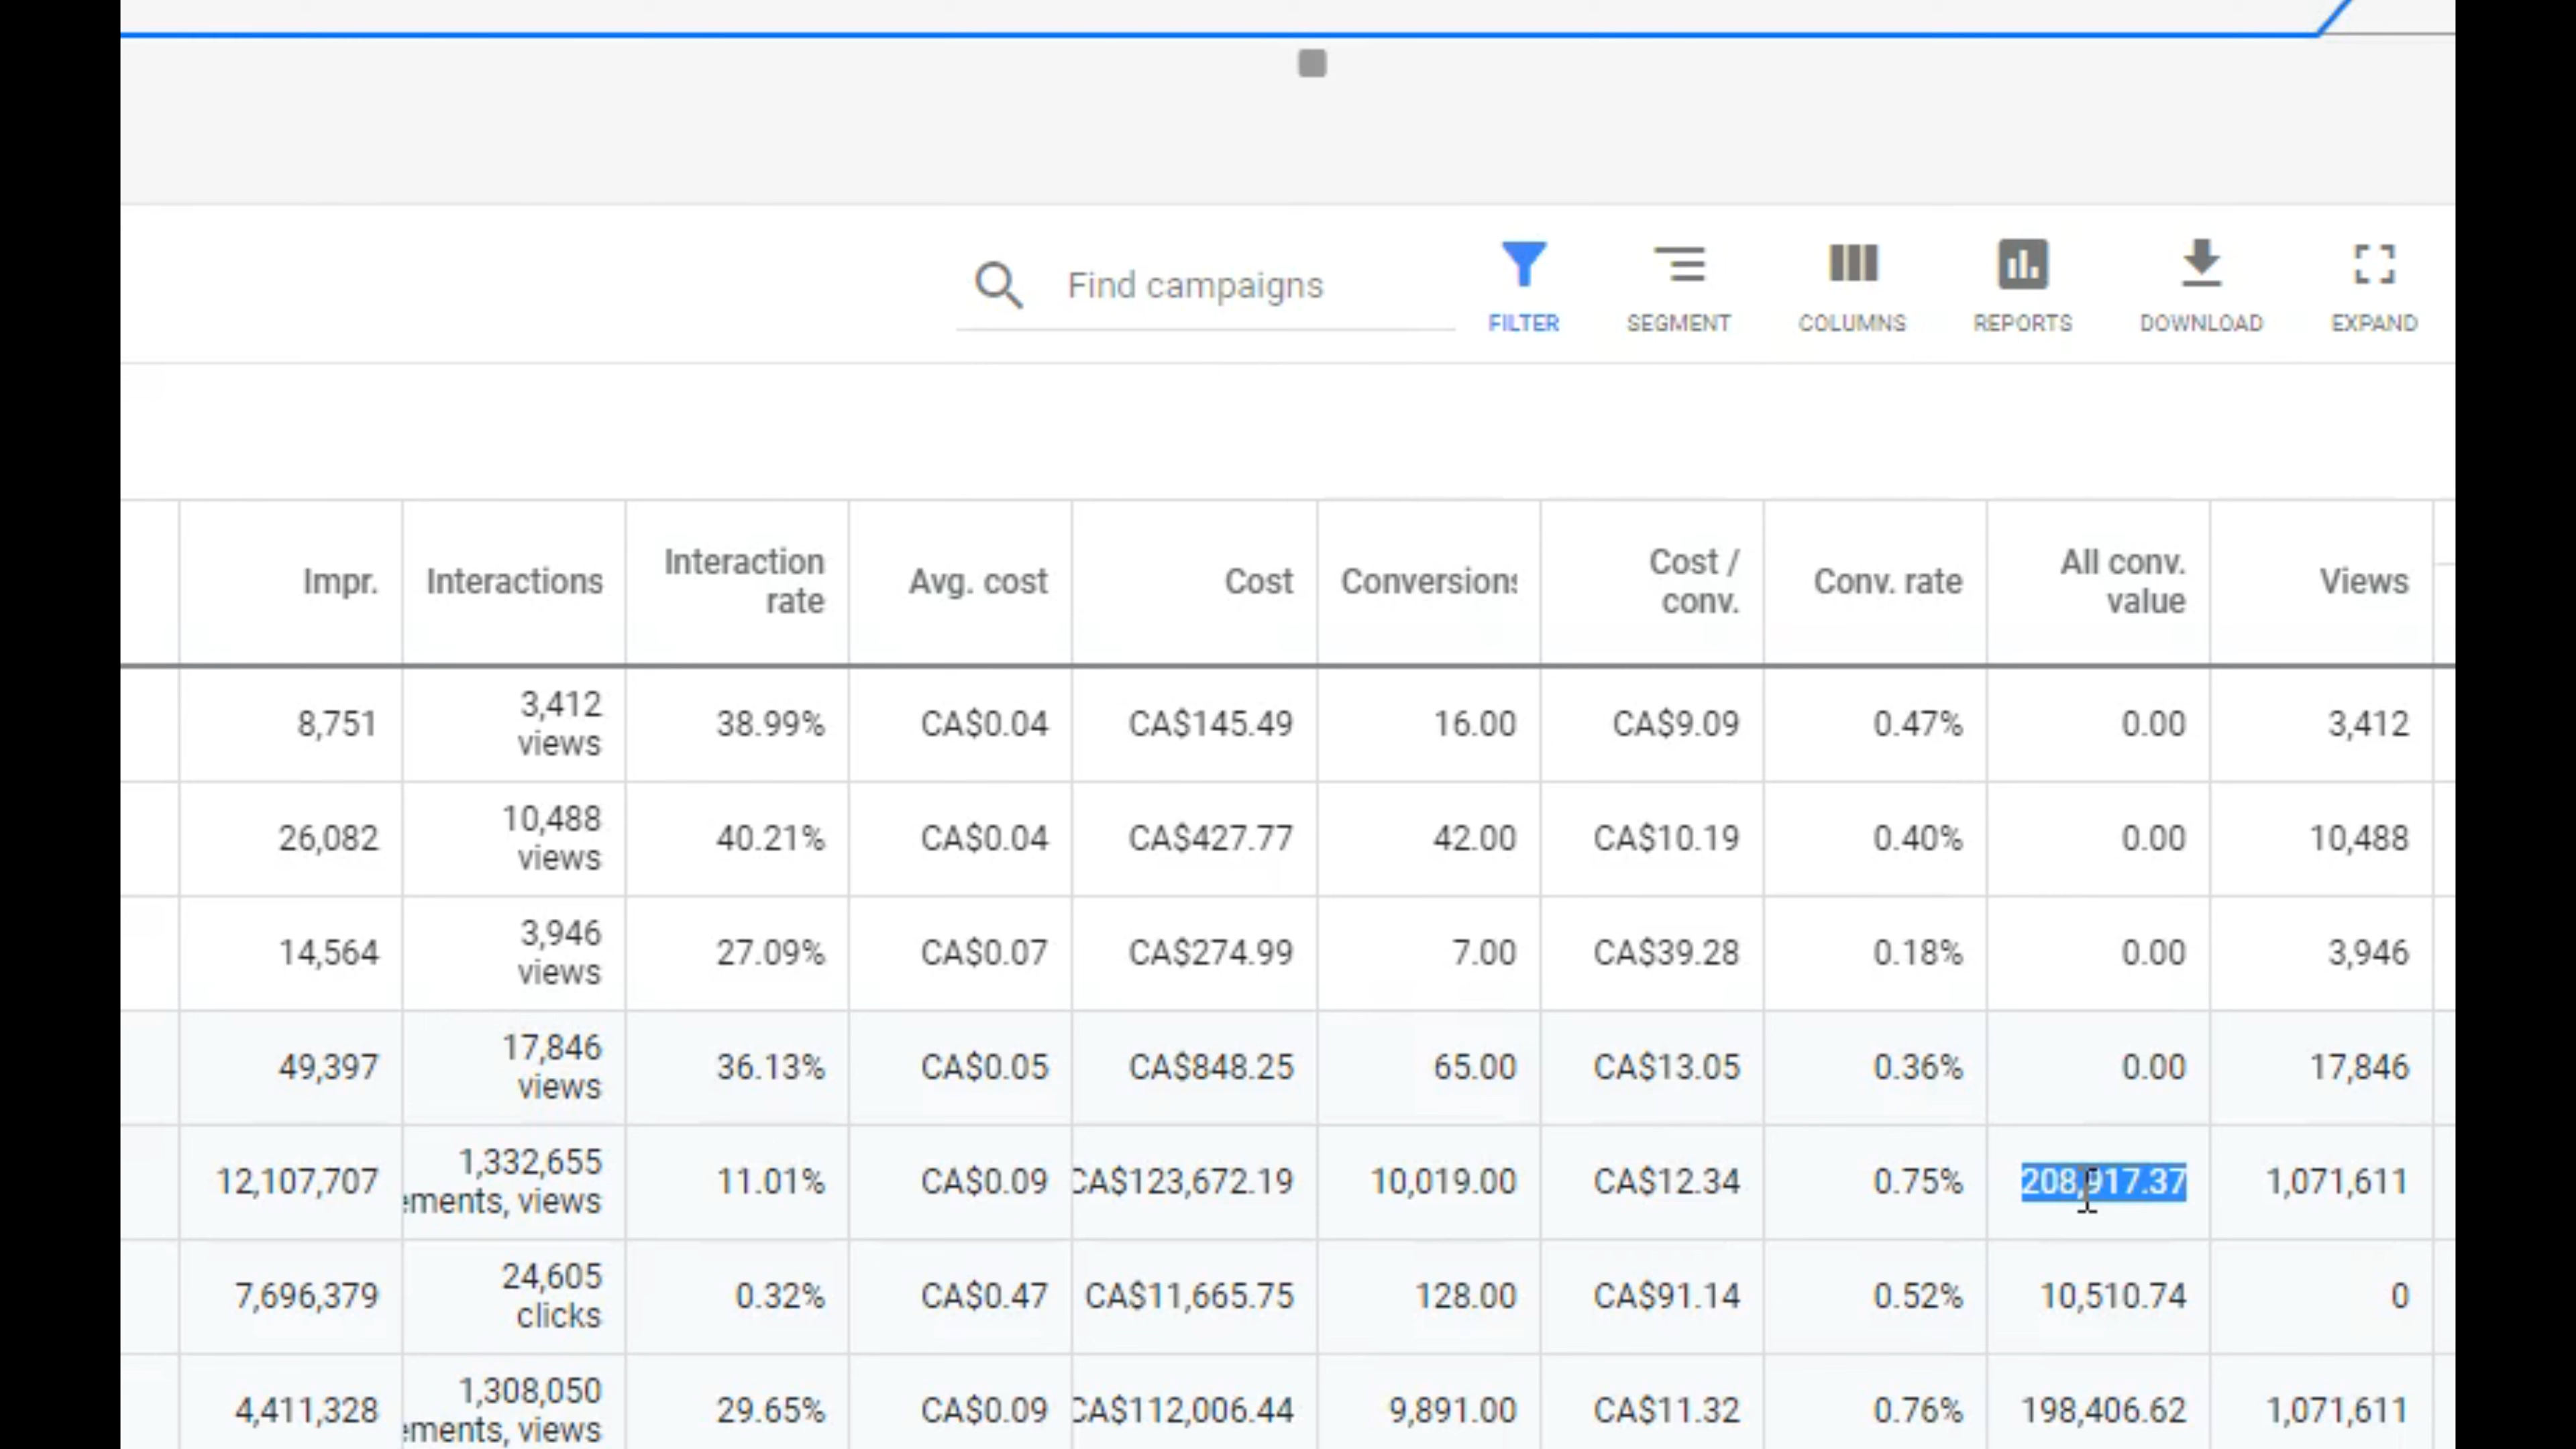 Find campaigns
FILTER
SEGMENT
COLUMNS
REPORTS
DOWNLOAD
EXPAND
Impr.
Interactions
Interaction
rate
Avg. cost
Cost
Conversions
Cost /
conv.
Conv. rate
All conv.
value
Views
8,751
3,412
views
38.99%
CA$0.04
CA$145.49
16.00
CA$9.09
0.47%
0.00
3,412
26,082
10,488
views
40.21%
CA$0.04
CA$427.77
42.00
CA$10.19
0.40%
0.00
10,488
14,564
3,946
views
27.09%
CA$0.07
CA$274.99
7.00
CA$39.28
0.18%
0.00
3,946
49,397
17,846
views
36.13%
CA$0.05
CA$848.25
65.00
CA$13.05
0.36%
0.00
17,846
12,107,707
1,332,655
ements, views
11.01%
CA$0.09
CA$123,672.19
10,019.00
CA$12.34
0.75%
208,917.37
1,071,611
7,696,379
24,605
clicks
0.32%
CA$0.47
CA$11,665.75
128.00
CA$91.14
0.52%
10,510.74
0
4,411,328
1,308,050
ements, views
29.65%
CA$0.09
CA$112,006.44
9,891.00
CA$11.32
0.76%
198,406.62
1,071,611